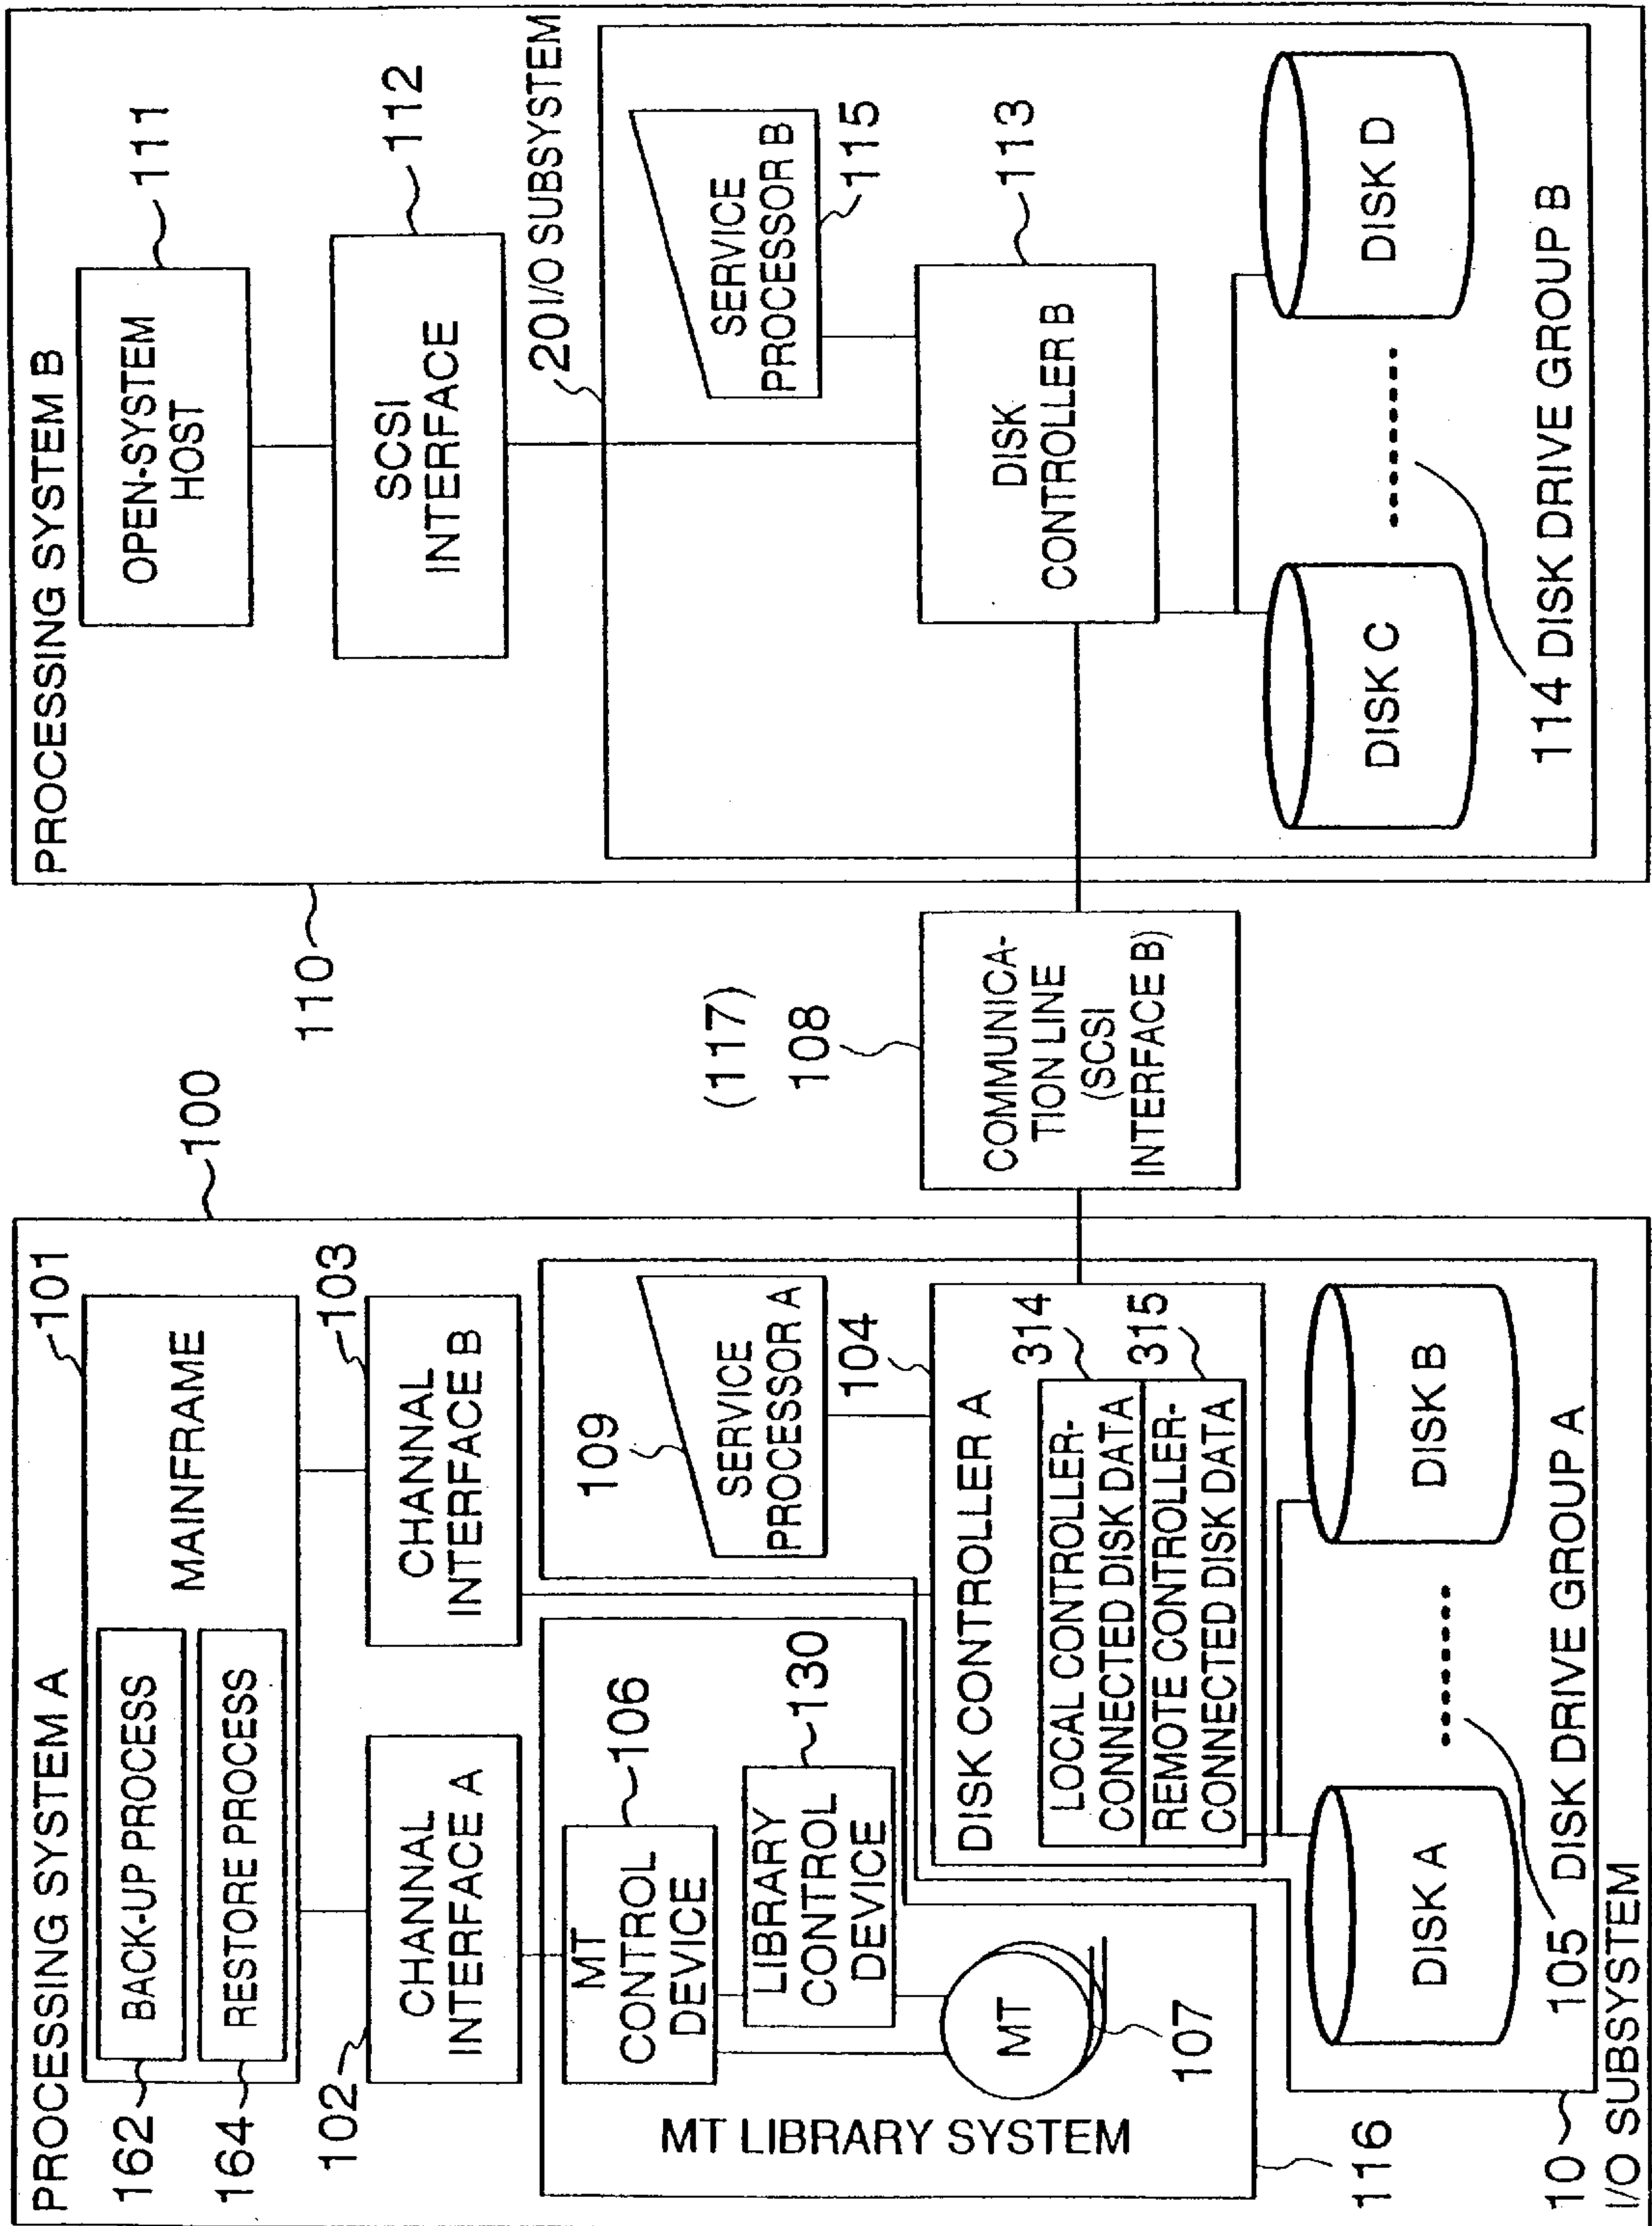 PROCESSING SYSTEM A
100
101
MAINFRAME
162
BACK-UP PROCESS
164
RESTORE PROCESS
102
CHANNAL
INTERFACE A
103
CHANNAL
INTERFACE B
MT
CONTROL
DEVICE
106
LIBRARY
CONTROL
DEVICE
130
MT
107
MT LIBRARY SYSTEM
116
109
SERVICE
PROCESSOR A
104
DISK CONTROLLER A
314
LOCAL CONTROLLER-
CONNECTED DISK DATA
315
REMOTE CONTROLLER-
CONNECTED DISK DATA
DISK A
DISK B
105 DISK DRIVE GROUP A
10
I/O SUBSYSTEM
(117)
108
COMMUNICA-
TION LINE
(SCSI
INTERFACE B)
110
PROCESSING SYSTEM B
OPEN-SYSTEM
HOST
111
SCSI
INTERFACE
112
20 I/O SUBSYSTEM
SERVICE
PROCESSOR B
115
DISK
CONTROLLER B
113
DISK C
DISK D
114 DISK DRIVE GROUP B